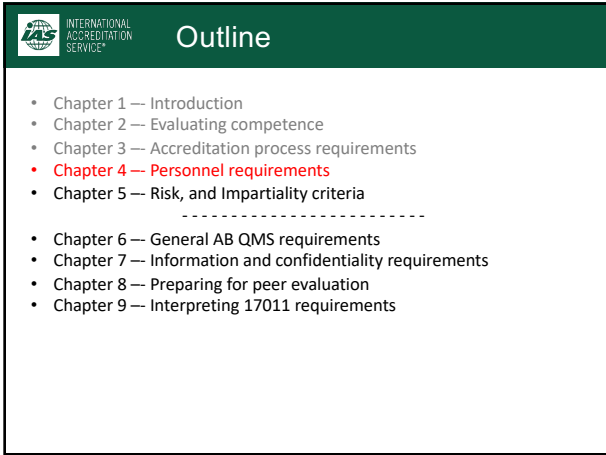 IAS
INTERNATIONAL
ACCREDITATION
SERVICE®
Outline
• Chapter 1 –- Introduction
• Chapter 2 –- Evaluating competence
• Chapter 3 –- Accreditation process requirements
• Chapter 4 –- Personnel requirements
• Chapter 5 –- Risk, and Impartiality criteria
- - - - - - - - - - - - - - - - - - - - - - - - -
• Chapter 6 –- General AB QMS requirements
• Chapter 7 –- Information and confidentiality requirements
• Chapter 8 –- Preparing for peer evaluation
• Chapter 9 –- Interpreting 17011 requirements